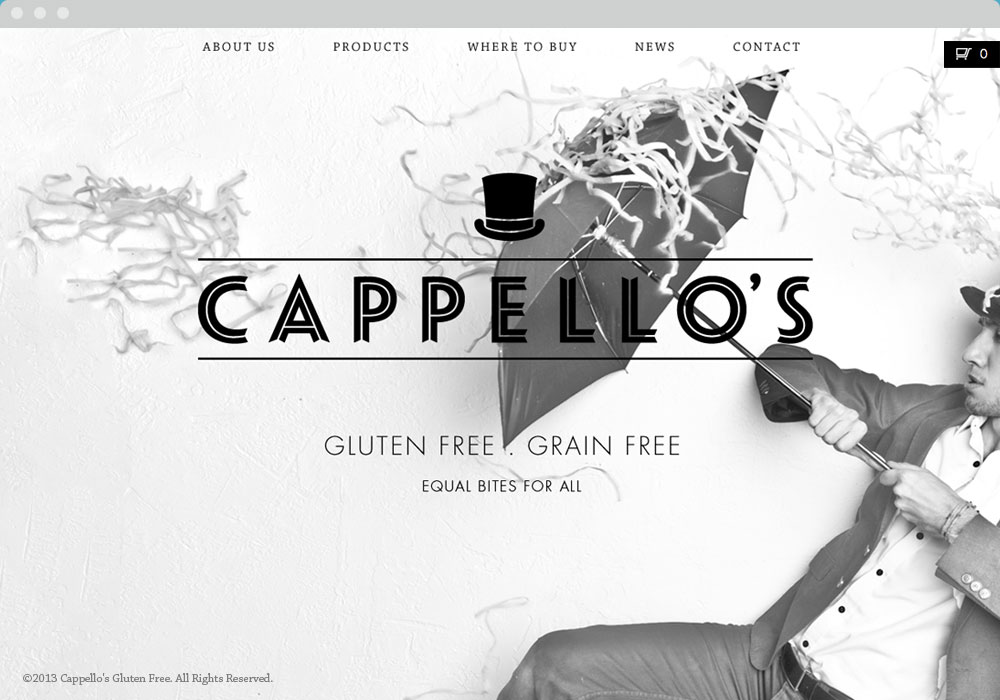 ABOUT US
PRODUCTS
WHERE TO BUY
NEWS
CONTACT
0
CAPPELLO'S
GLUTEN FREE . GRAIN FREE
EQUAL BITES FOR ALL
©2013 Cappello's Gluten Free. All Rights Reserved.